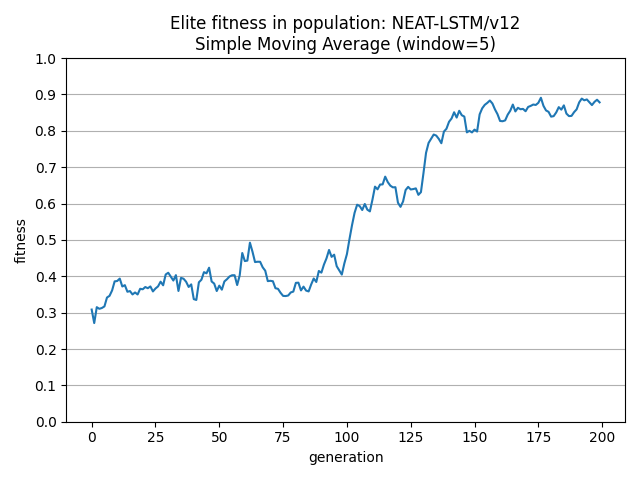 Elite fitness in population: NEAT-LSTM/v12
Simple Moving Average (window=5)
1.0
0.9
0.8
0.7
0.6
0.5
0.4
0.3
0.2
0.1
0.0
fitness
0 25 50 75 100 125 150 175 200
generation